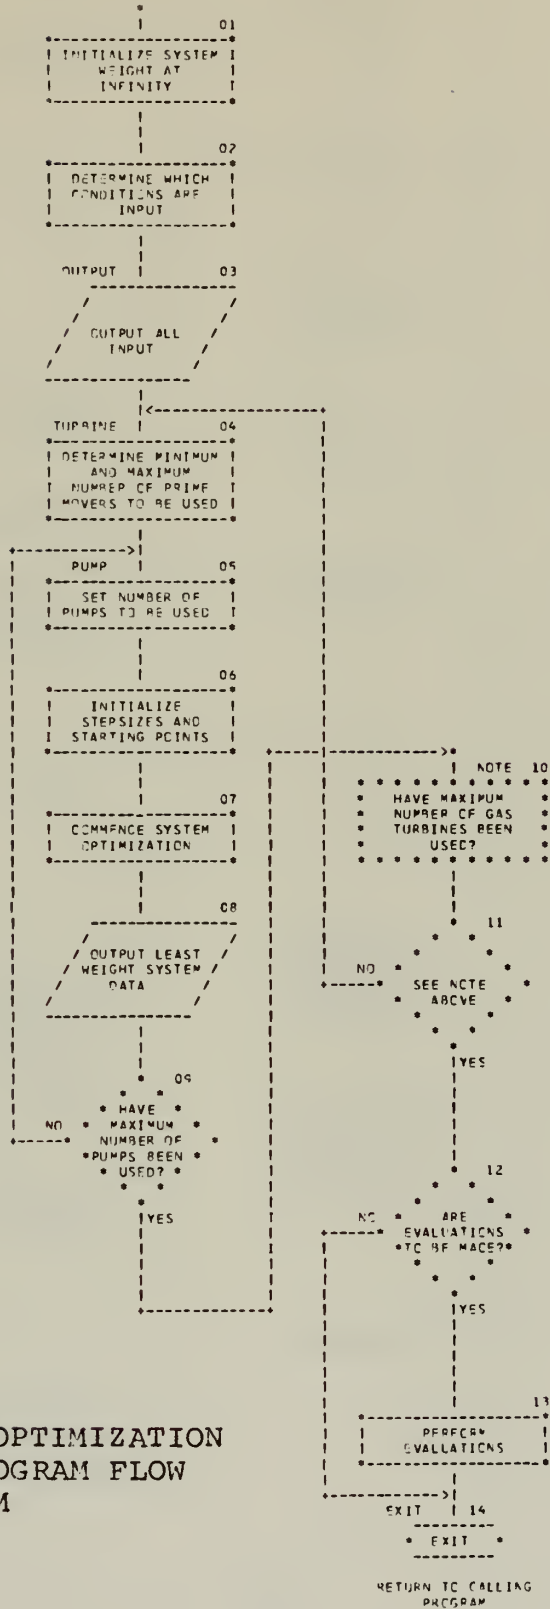 01
INITIALIZE SYSTEM
WEIGHT AT
INFINITY
02
DETERMINE WHICH
CONDITIONS ARE
INPUT
OUTPUT 03
OUTPUT ALL
INPUT
TURBINE 04
DETERMINE MINIMUM
AND MAXIMUM
NUMBER OF PRIME
MOVERS TO BE USED
PUMP 05
SET NUMBER OF
PUMPS TO BE USED
06
INITIALIZE
STEPSIZES AND
STARTING POINTS
07
COMMENCE SYSTEM
OPTIMIZATION
08
OUTPUT LEAST
WEIGHT SYSTEM
DATA
09
HAVE
NO MAXIMUM
NUMBER OF
PUMPS BEEN
USED?
YES
NOTE 10
HAVE MAXIMUM
NUMBER OF GAS
TURBINES BEEN
USED?
11
NO
SEE NOTE
ABOVE
YES
12
NO ARE
EVALUATIONS
TO BE MADE?
YES
13
PERFORM
EVALUATIONS
EXIT 14
EXIT
RETURN TO CALLING
PROGRAM
OPTIMIZATION
OGRAM FLOW
M